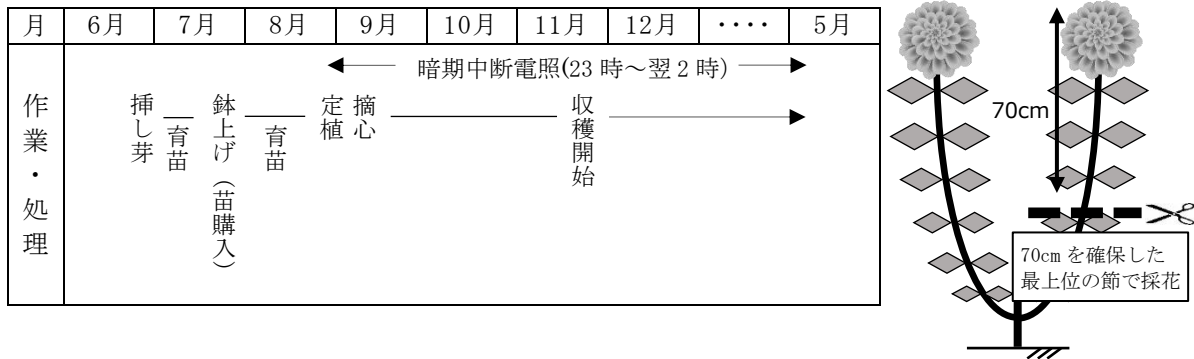 月 6月 7月 8月 9月 10月 11月 12月 ・・・・ 5月
作業・処理
暗期中断電照(23時～翌2時)
挿し芽
育苗
鉢上げ（苗購入）
育苗
定植
摘心
収穫開始
70cm
70cmを確保した
最上位の節で採花